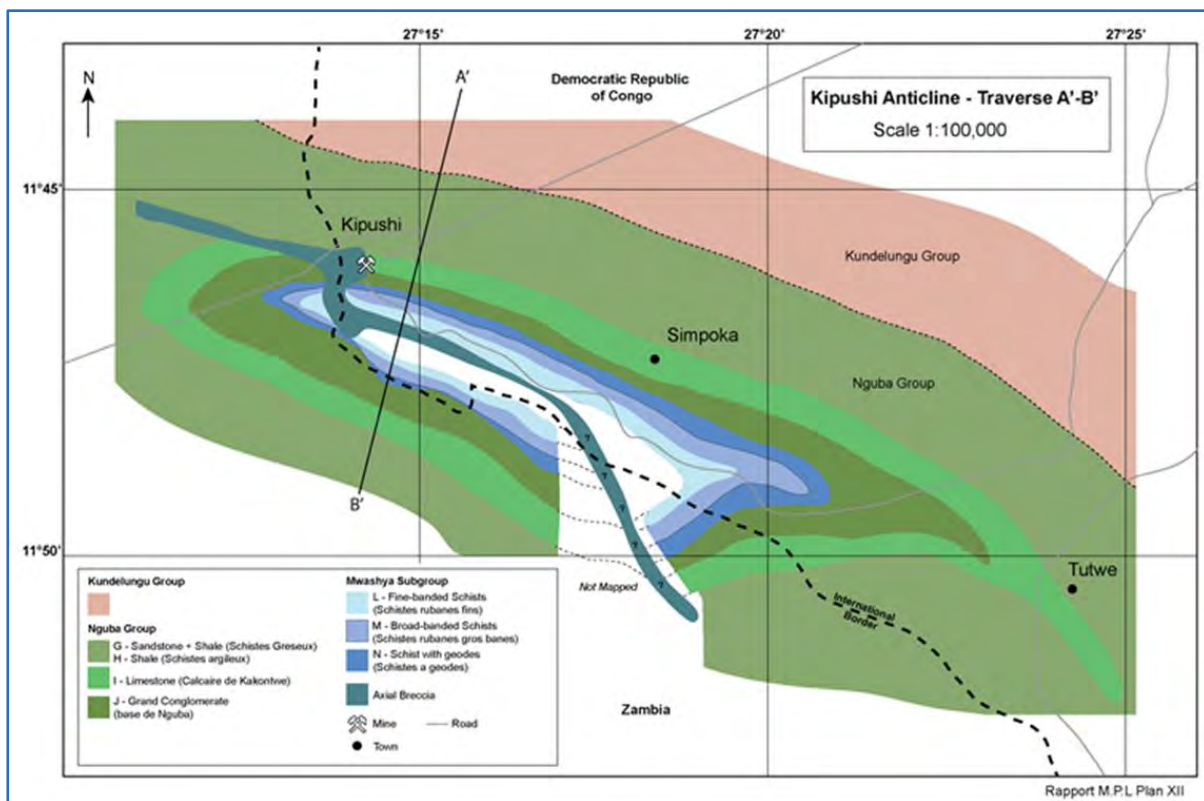 27°15'
27°20'
27°25'
N
A'
Democratic Republic
of Congo
Kipushi Anticline - Traverse A'-B'
Scale 1:100,000
11°45'
Kipushi
Kundelungu Group
Simpoka
Nguba Group
B'
11°50'
?
?
?
?
?
Not Mapped
Tutwe
International
Border
Zambia
Kundelungu Group
Nguba Group
G - Sandstone + Shale (Schistes Greseux)
H - Shale (Schistes argileux)
I - Limestone (Calcaire de Kakontwe)
J - Grand Conglomerate
(base de Nguba)
Mwashya Subgroup
L - Fine-banded Schists
(Schistes rubanes fins)
M - Broad-banded Schists
(Schistes rubanes gros banes)
N - Schist with geodes
(Schistes a geodes)
Axial Breccia
Mine
Road
Town
Rapport M.P.L Plan XII